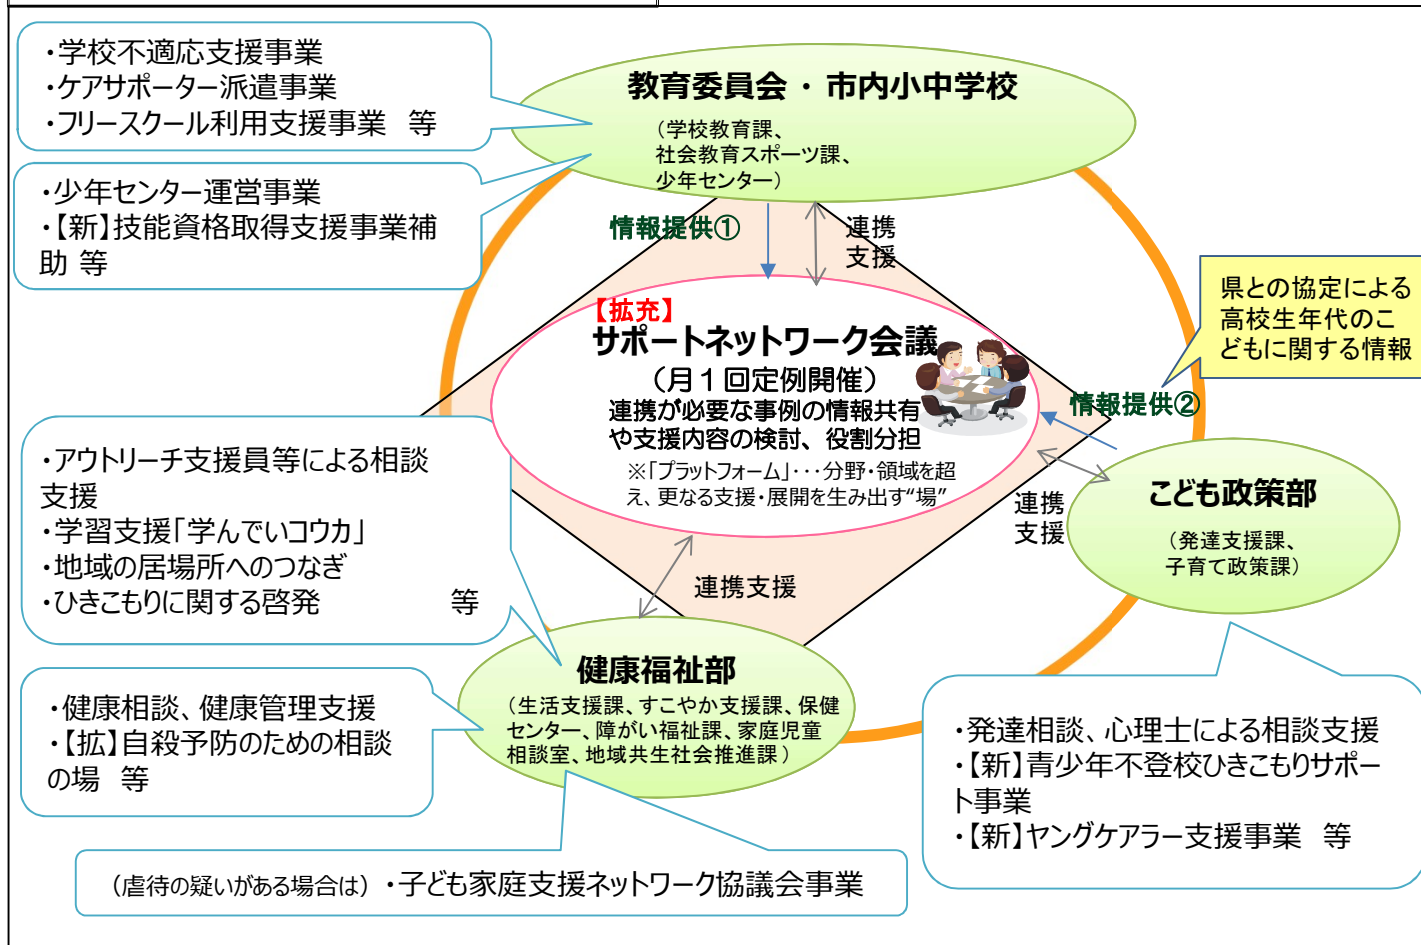 ・学校不適応支援事業
・ケアサポーター派遣事業
・フリースクール利用支援事業　等
・少年センター運営事業
・【新】技能資格取得支援事業補
助 等
教育委員会 ・ 市内小中学校
（学校教育課、
社会教育スポーツ課、
少年センター）
情報提供①
連携
支援
【拡充】
サポートネットワーク会議
（月１回定例開催）
連携が必要な事例の情報共有
や支援内容の検討、役割分担
※「プラットフォーム」・・・分野・領域を超
え、更なる支援・展開を生み出す“場”
県との協定による
高校生年代のこ
どもに関する情報
情報提供②
連携
支援
こども政策部
（発達支援課、
子育て政策課）
・アウトリーチ支援員等による相談
支援
・学習支援「学んでいコウカ」
・地域の居場所へのつなぎ
・ひきこもりに関する啓発　　　　　等
連携支援
健康福祉部
（生活支援課、すこやか支援課、保健
センター、障がい福祉課、家庭児童
相談室、地域共生社会推進課）
・健康相談、健康管理支援
・【拡】自殺予防のための相談
の場　等
・発達相談、心理士による相談支援
・【新】青少年不登校ひきこもりサポー
ト事業
・【新】ヤングケアラー支援事業　等
（虐待の疑いがある場合は）・子ども家庭支援ネットワーク協議会事業